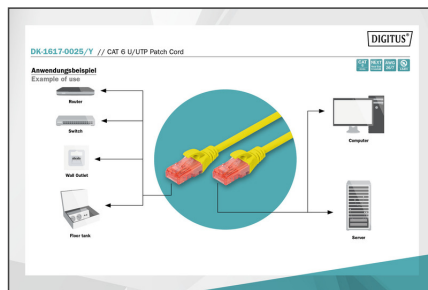 DIGITUS®
DK-1617-0025/Y // CAT 6 U/UTP Patch Cord
Anwendungsbeispiel
Example of use
Router
Switch
Wall Outlet
Floor tank
Computer
Server